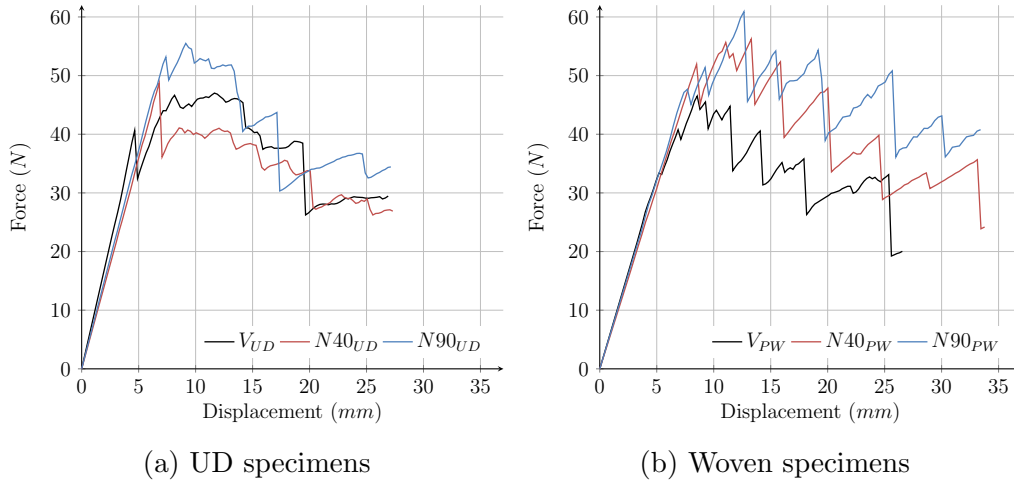 60
50
40
30
20
10
0
0 5 10 15 20 25 30 35
Force (N)
Displacement (mm)
V_UD N40_UD N90_UD
(a) UD specimens
60
50
40
30
20
10
0
0 5 10 15 20 25 30 35
Force (N)
Displacement (mm)
V_PW N40_PW N90_PW
(b) Woven specimens